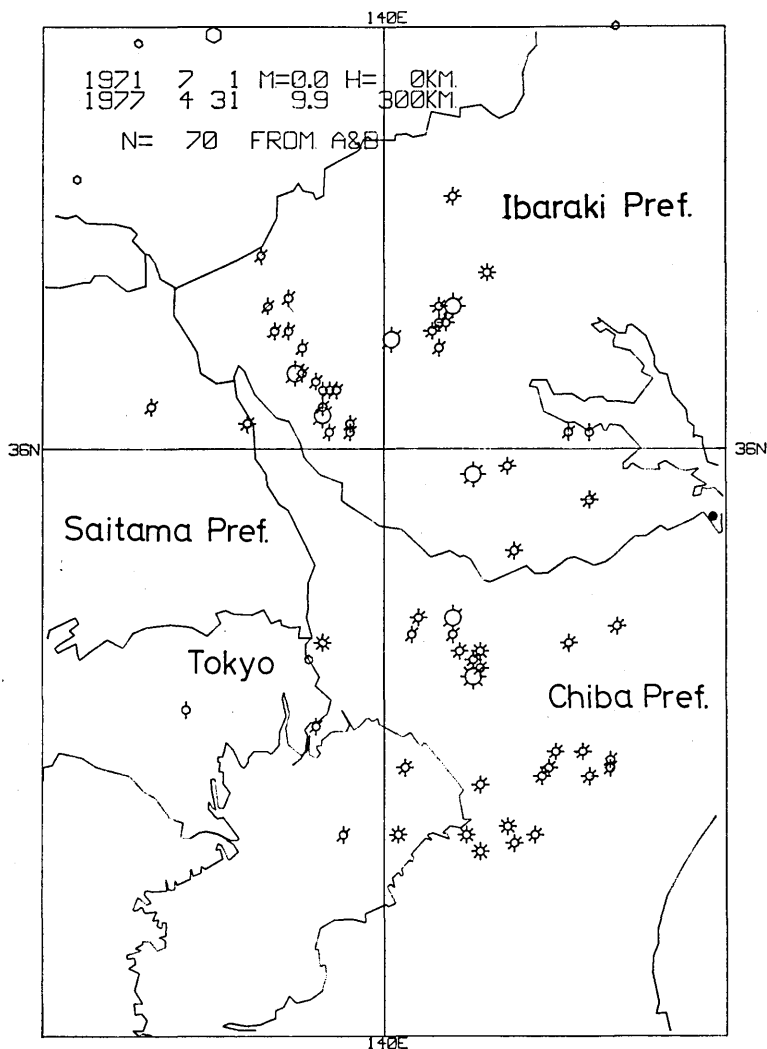 140E
1971 7 1 M=0.0 H= 0KM.
1977 4 31 9.9 300KM.
N= 70 FROM A&B
Ibaraki Pref.
36N
36N
Saitama Pref.
Tokyo
Chiba Pref.
140E